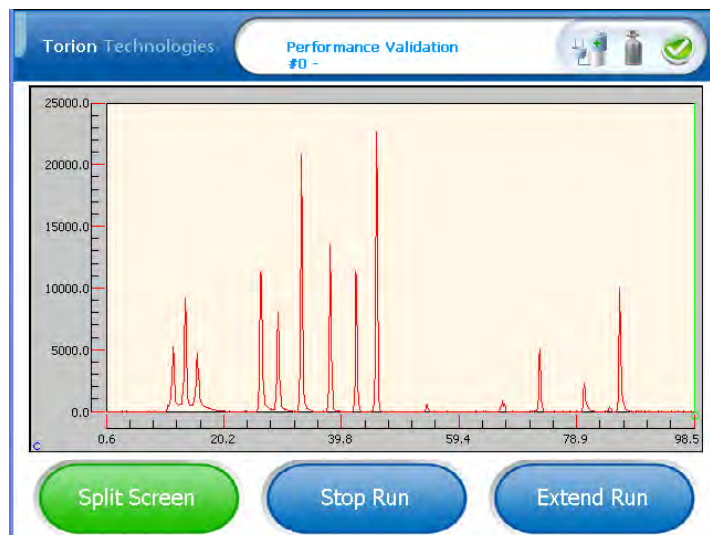 Torion Technologies
Performance Validation
#0 -
25000.0
20000.0
15000.0
10000.0
5000.0
0.0
C
0.6 20.2 39.8 59.4 78.9 98.5
Split Screen Stop Run Extend Run